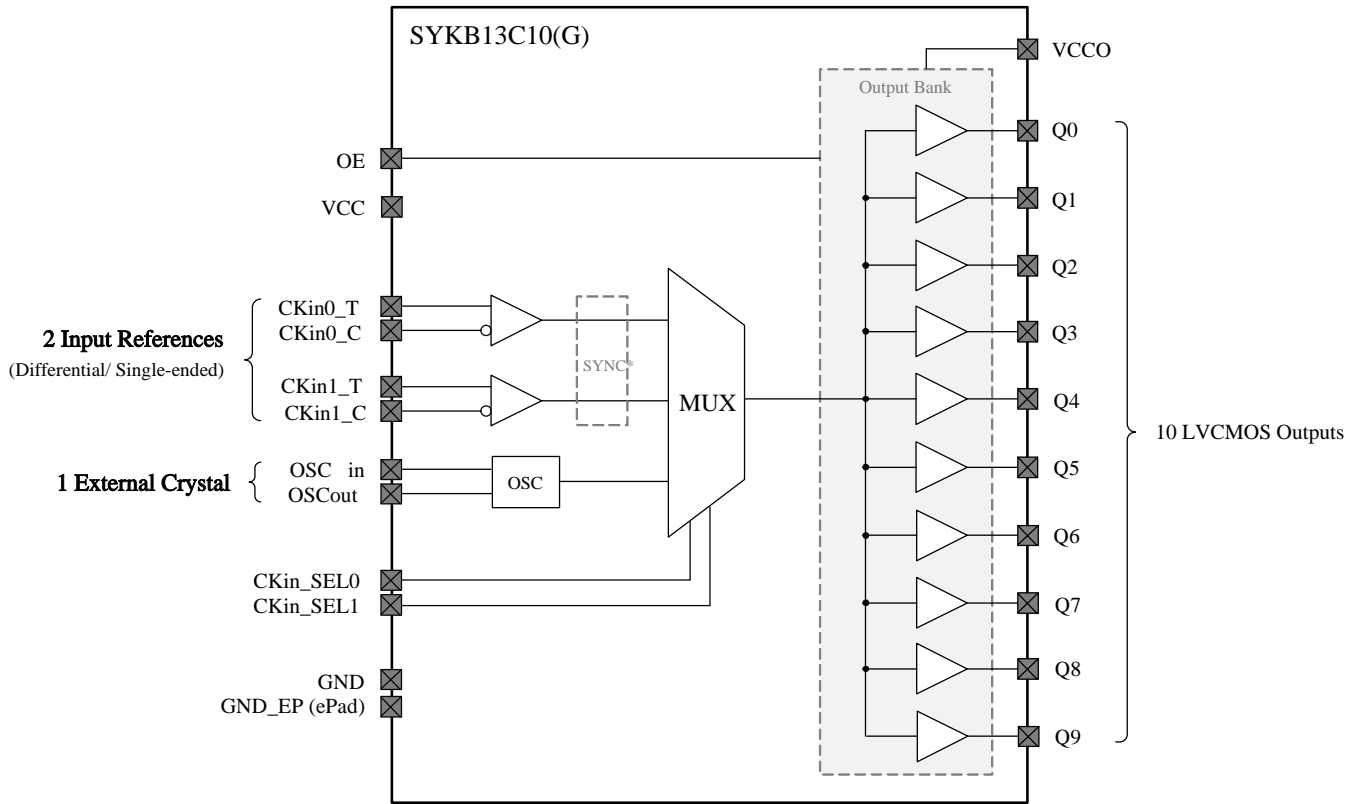 SYKB13C10(G)
VCCO
Output Bank
Q0
OE
Q1
VCC
Q2
CKin0_T
CKin0_C
2 Input References
(Differential/ Single-ended)
SYNC*
Q3
CKin1_T
CKin1_C
MUX
Q4
10 LVCMOS Outputs
Q5
1 External Crystal
OSC in
OSCout
OSC
Q6
CKin_SEL0
CKin_SEL1
Q7
GND
GND_EP (ePad)
Q8
Q9